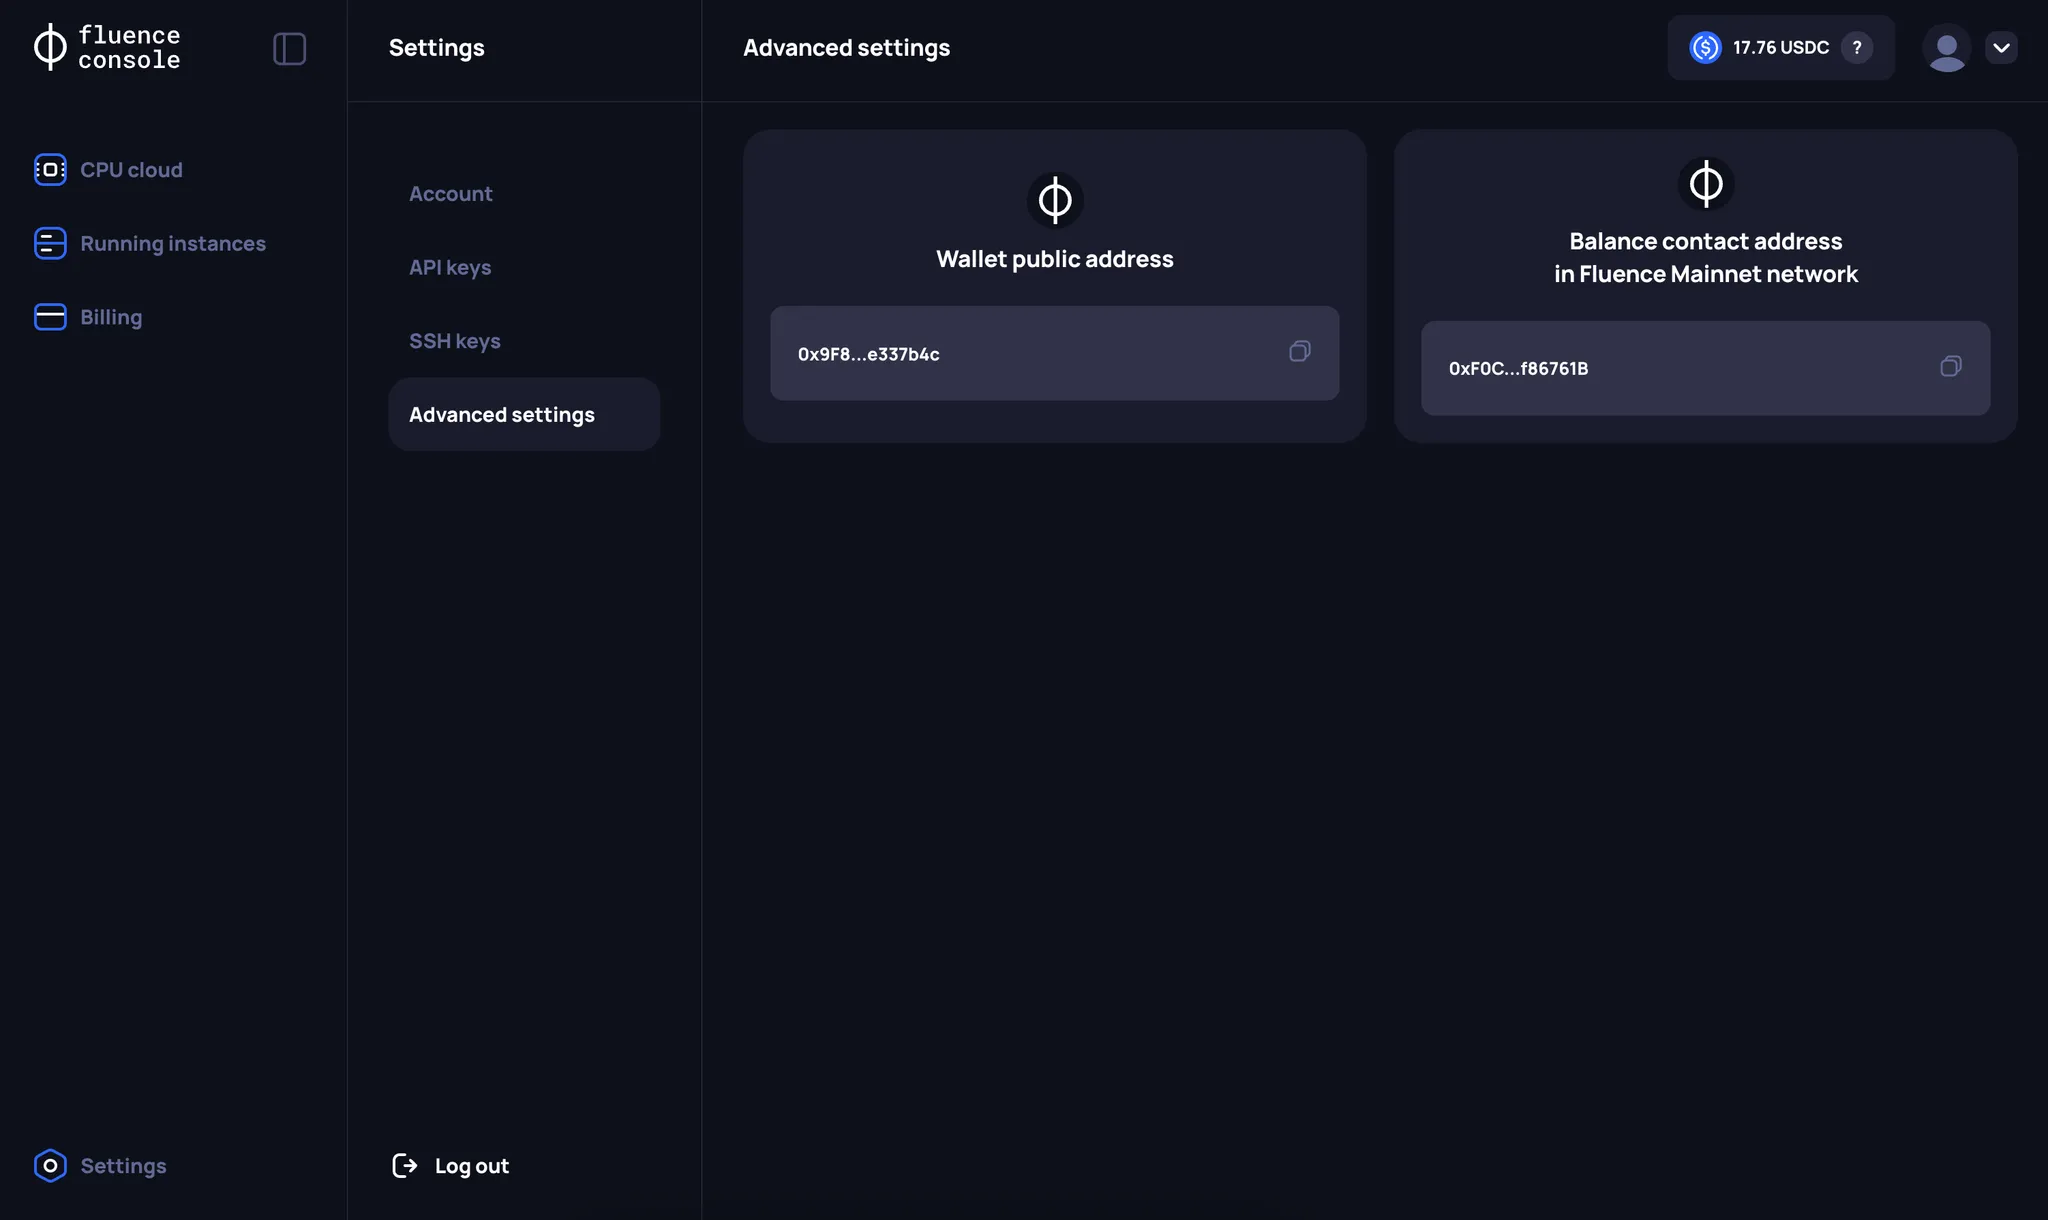 fluence
console
CPU cloud
Running instances
Billing
Settings
Settings
Account
API keys
SSH keys
Advanced settings
Log out
Advanced settings
17.76 USDC ?
Wallet public address
0x9F8...e337b4c
Balance contact address
in Fluence Mainnet network
0xF0C...f86761B